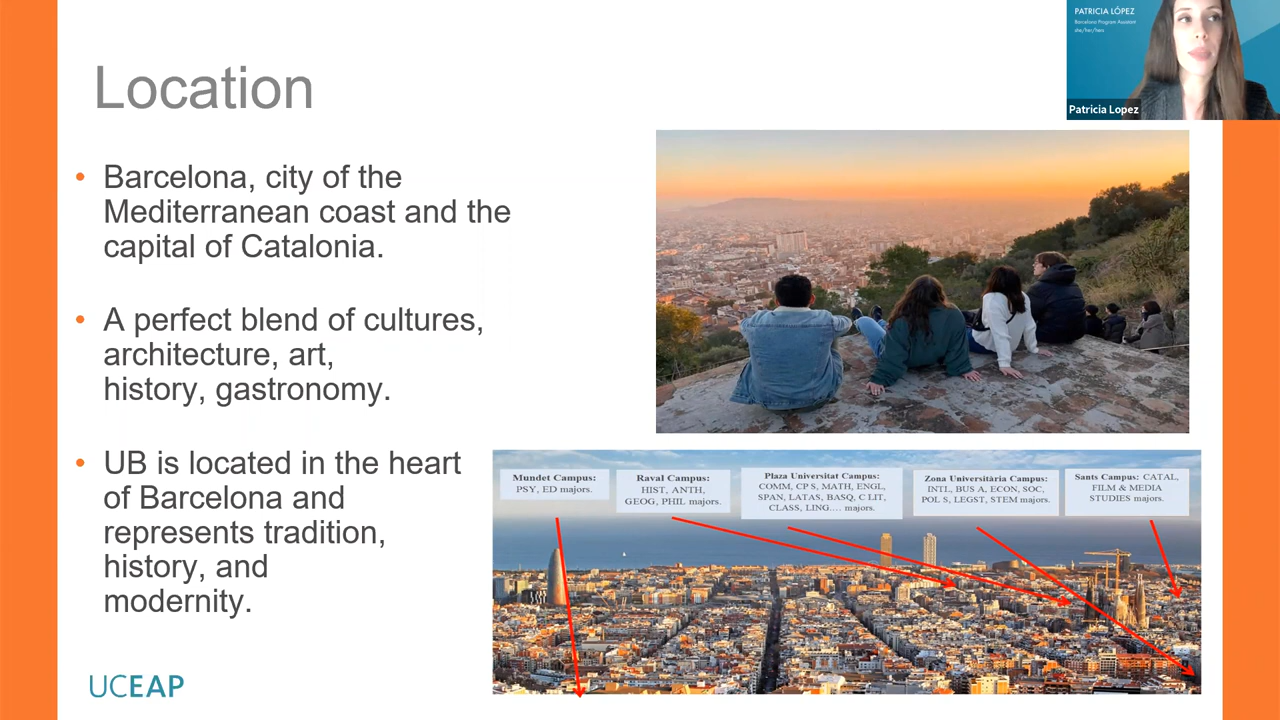 PATRICIA LÓPEZ
Barcelona Program Assistant
she/her/hers
Patricia Lopez
Location
• Barcelona, city of the
Mediterranean coast and the
capital of Catalonia.
• A perfect blend of cultures,
architecture, art,
history, gastronomy.
• UB is located in the heart
of Barcelona and
represents tradition,
history, and
modernity.
Mundet Campus:
PSY, ED majors.
Raval Campus:
HIST, ANTH,
GEOG, PHIL majors.
Plaza Universitat Campus:
COMM, CP S, MATH, ENGL,
SPAN, LATAS, BASQ, C LIT,
CLASS, LING.... majors.
Zona Universitària Campus:
INTL, BUS A, ECON, SOC,
POL S, LEGST, STEM majors.
Sants Campus: CATAL,
FILM & MEDIA
STUDIES majors.
UCEAP